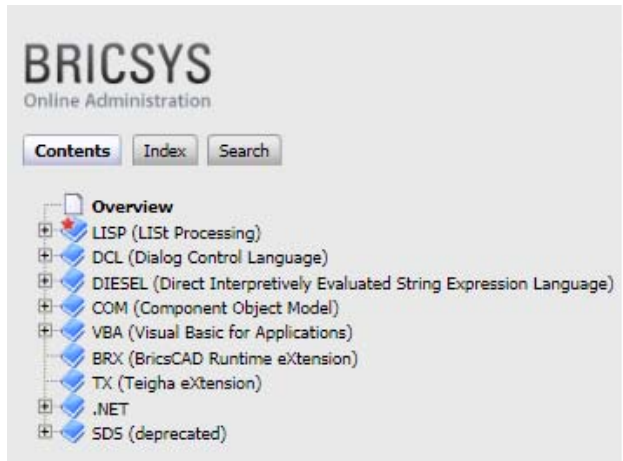 BRICSYS
Online Administration
Contents Index Search
Overview
LISP (LISt Processing)
DCL (Dialog Control Language)
DIESEL (Direct Interpretively Evaluated String Expression Language)
COM (Component Object Model)
VBA (Visual Basic for Applications)
BRX (BricsCAD Runtime eXtension)
TX (Teigha eXtension)
.NET
SDS (deprecated)